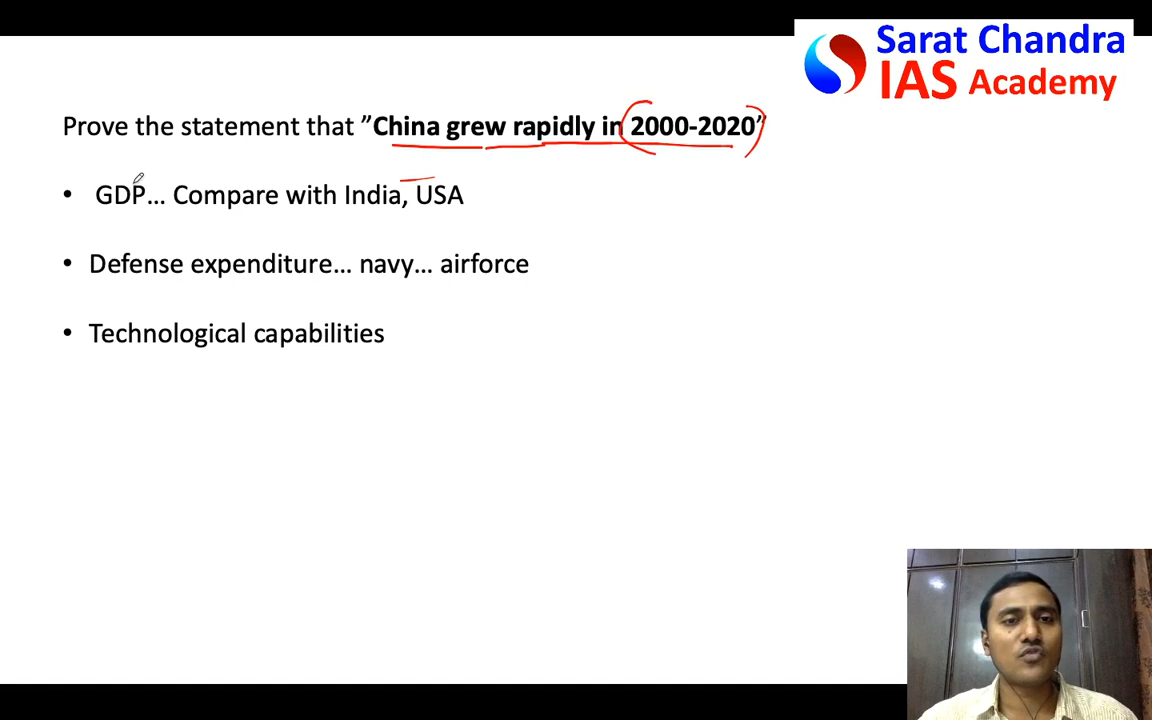 Sarat Chandra
IAS Academy
Prove the statement that ”China grew rapidly in 2000-2020”
• GDP... Compare with India, USA
• Defense expenditure... navy... airforce
• Technological capabilities